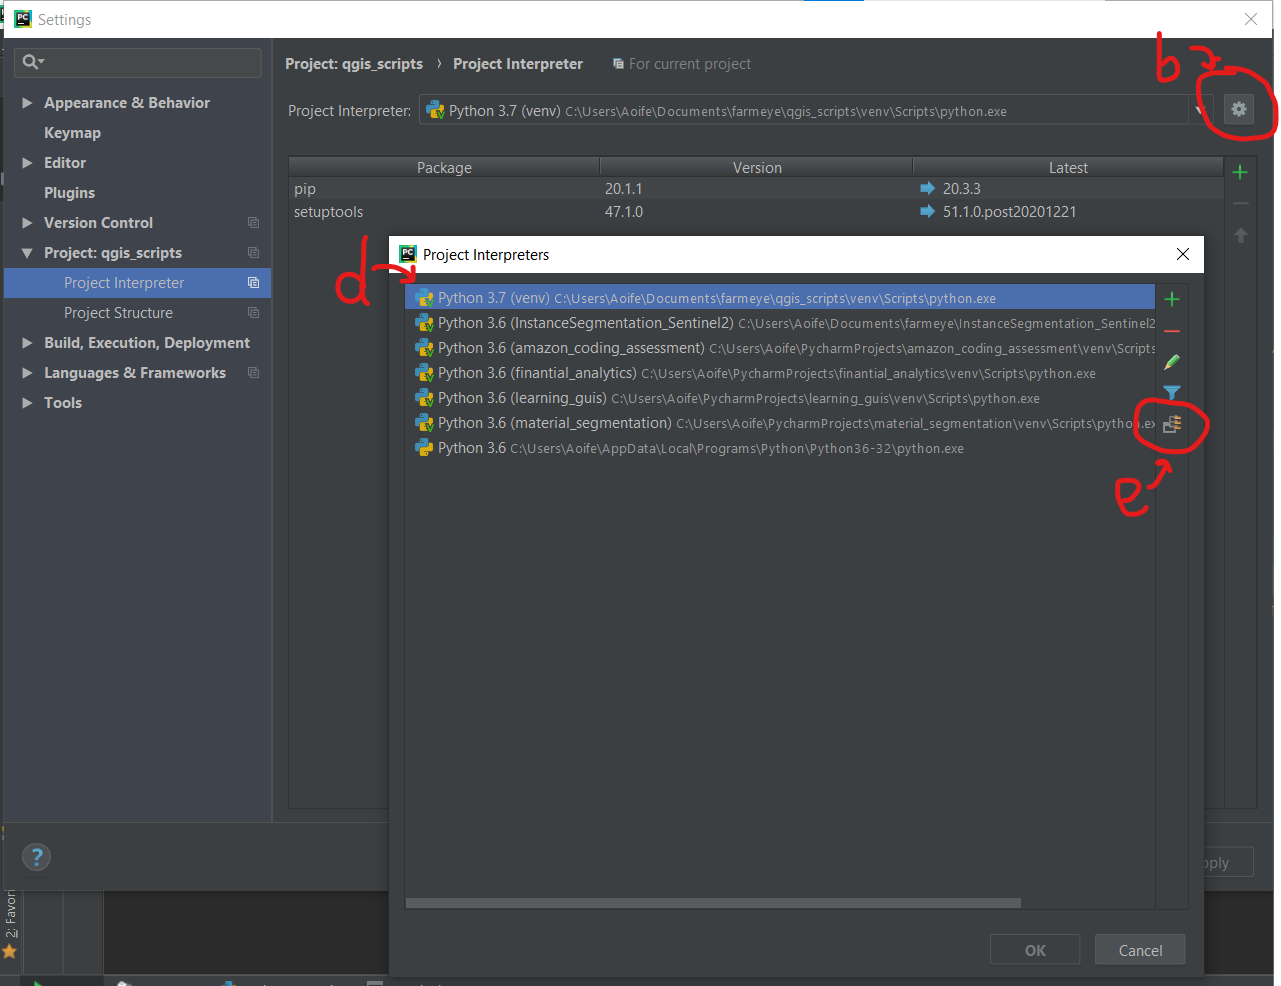 Settings
Project: qgis_scripts › Project Interpreter For current project
b
Appearance & Behavior
Keymap
Editor
Plugins
Version Control
Project: qgis_scripts
Project Interpreter
Project Structure
Build, Execution, Deployment
Languages & Frameworks
Tools
Project Interpreter: Python 3.7 (venv) C:\Users\Aoife\Documents\farmeye\qgis_scripts\venv\Scripts\python.exe
Package Version Latest
pip 20.1.1 20.3.3
setuptools 47.1.0 51.1.0.post20201221
d
PC Project Interpreters
Python 3.7 (venv) C:\Users\Aoife\Documents\farmeye\qgis_scripts\venv\Scripts\python.exe
Python 3.6 (InstanceSegmentation_Sentinel2) C:\Users\Aoife\Documents\farmeye\InstanceSegmentation_Sentinel2
Python 3.6 (amazon_coding_assessment) C:\Users\Aoife\PycharmProjects\amazon_coding_assessment\venv\Scripts
Python 3.6 (finantial_analytics) C:\Users\Aoife\PycharmProjects\finantial_analytics\venv\Scripts\python.exe
Python 3.6 (learning_guis) C:\Users\Aoife\PycharmProjects\learning_guis\venv\Scripts\python.exe
Python 3.6 (material_segmentation) C:\Users\Aoife\PycharmProjects\material_segmentation\venv\Scripts\python.ex
Python 3.6 C:\Users\Aoife\AppData\Local\Programs\Python\Python36-32\python.exe
e
?
pply
2: Favori
OK Cancel